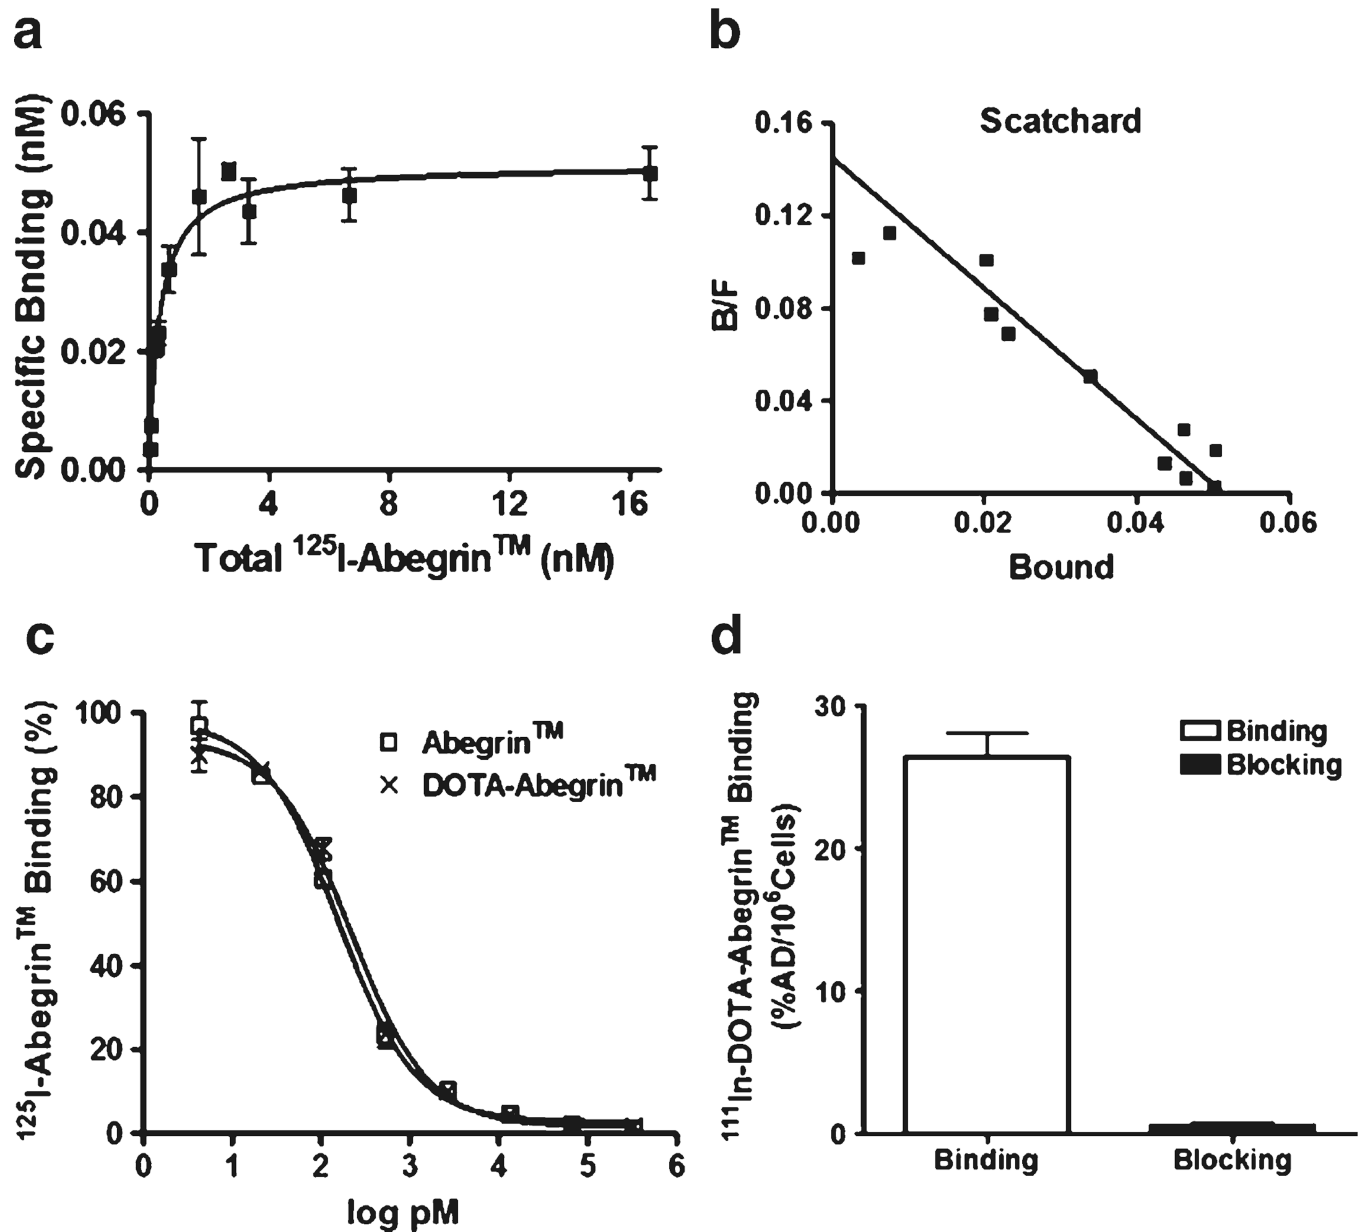 a
Specific Bnding (nM)
0.06
0.04
0.02
0.00
0 4 8 12 16
Total ¹²⁵I-Abegrin™ (nM)
b
Scatchard
B/F
0.16
0.12
0.08
0.04
0.00
0.00 0.02 0.04 0.06
Bound
c
¹²⁵I-Abegrin™ Binding (%)
100
80
60
40
20
0
Abegrin™
DOTA-Abegrin™
0 1 2 3 4 5 6
log pM
d
¹¹¹In-DOTA-Abegrin™ Binding
(%AD/10⁶Cells)
30
20
10
0
Binding
Blocking
Binding Blocking